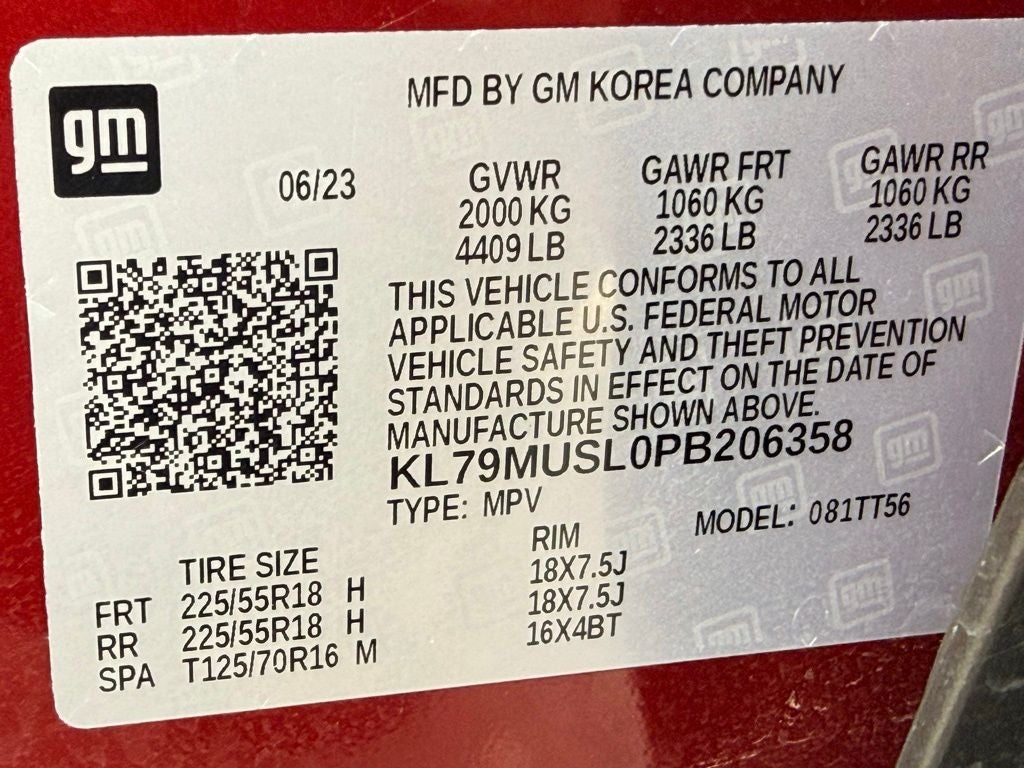 gm
MFD BY GM KOREA COMPANY
06/23
GVWR GAWR FRT GAWR RR
2000 KG 1060 KG 1060 KG
4409 LB 2336 LB 2336 LB
THIS VEHICLE CONFORMS TO ALL
APPLICABLE U.S. FEDERAL MOTOR
VEHICLE SAFETY AND THEFT PREVENTION
STANDARDS IN EFFECT ON THE DATE OF
MANUFACTURE SHOWN ABOVE.
KL79MUSL0PB206358
TYPE: MPV MODEL: 081TT56
TIRE SIZE RIM
FRT 225/55R18 H 18X7.5J
RR 225/55R18 H 18X7.5J
SPA T125/70R16 M 16X4BT